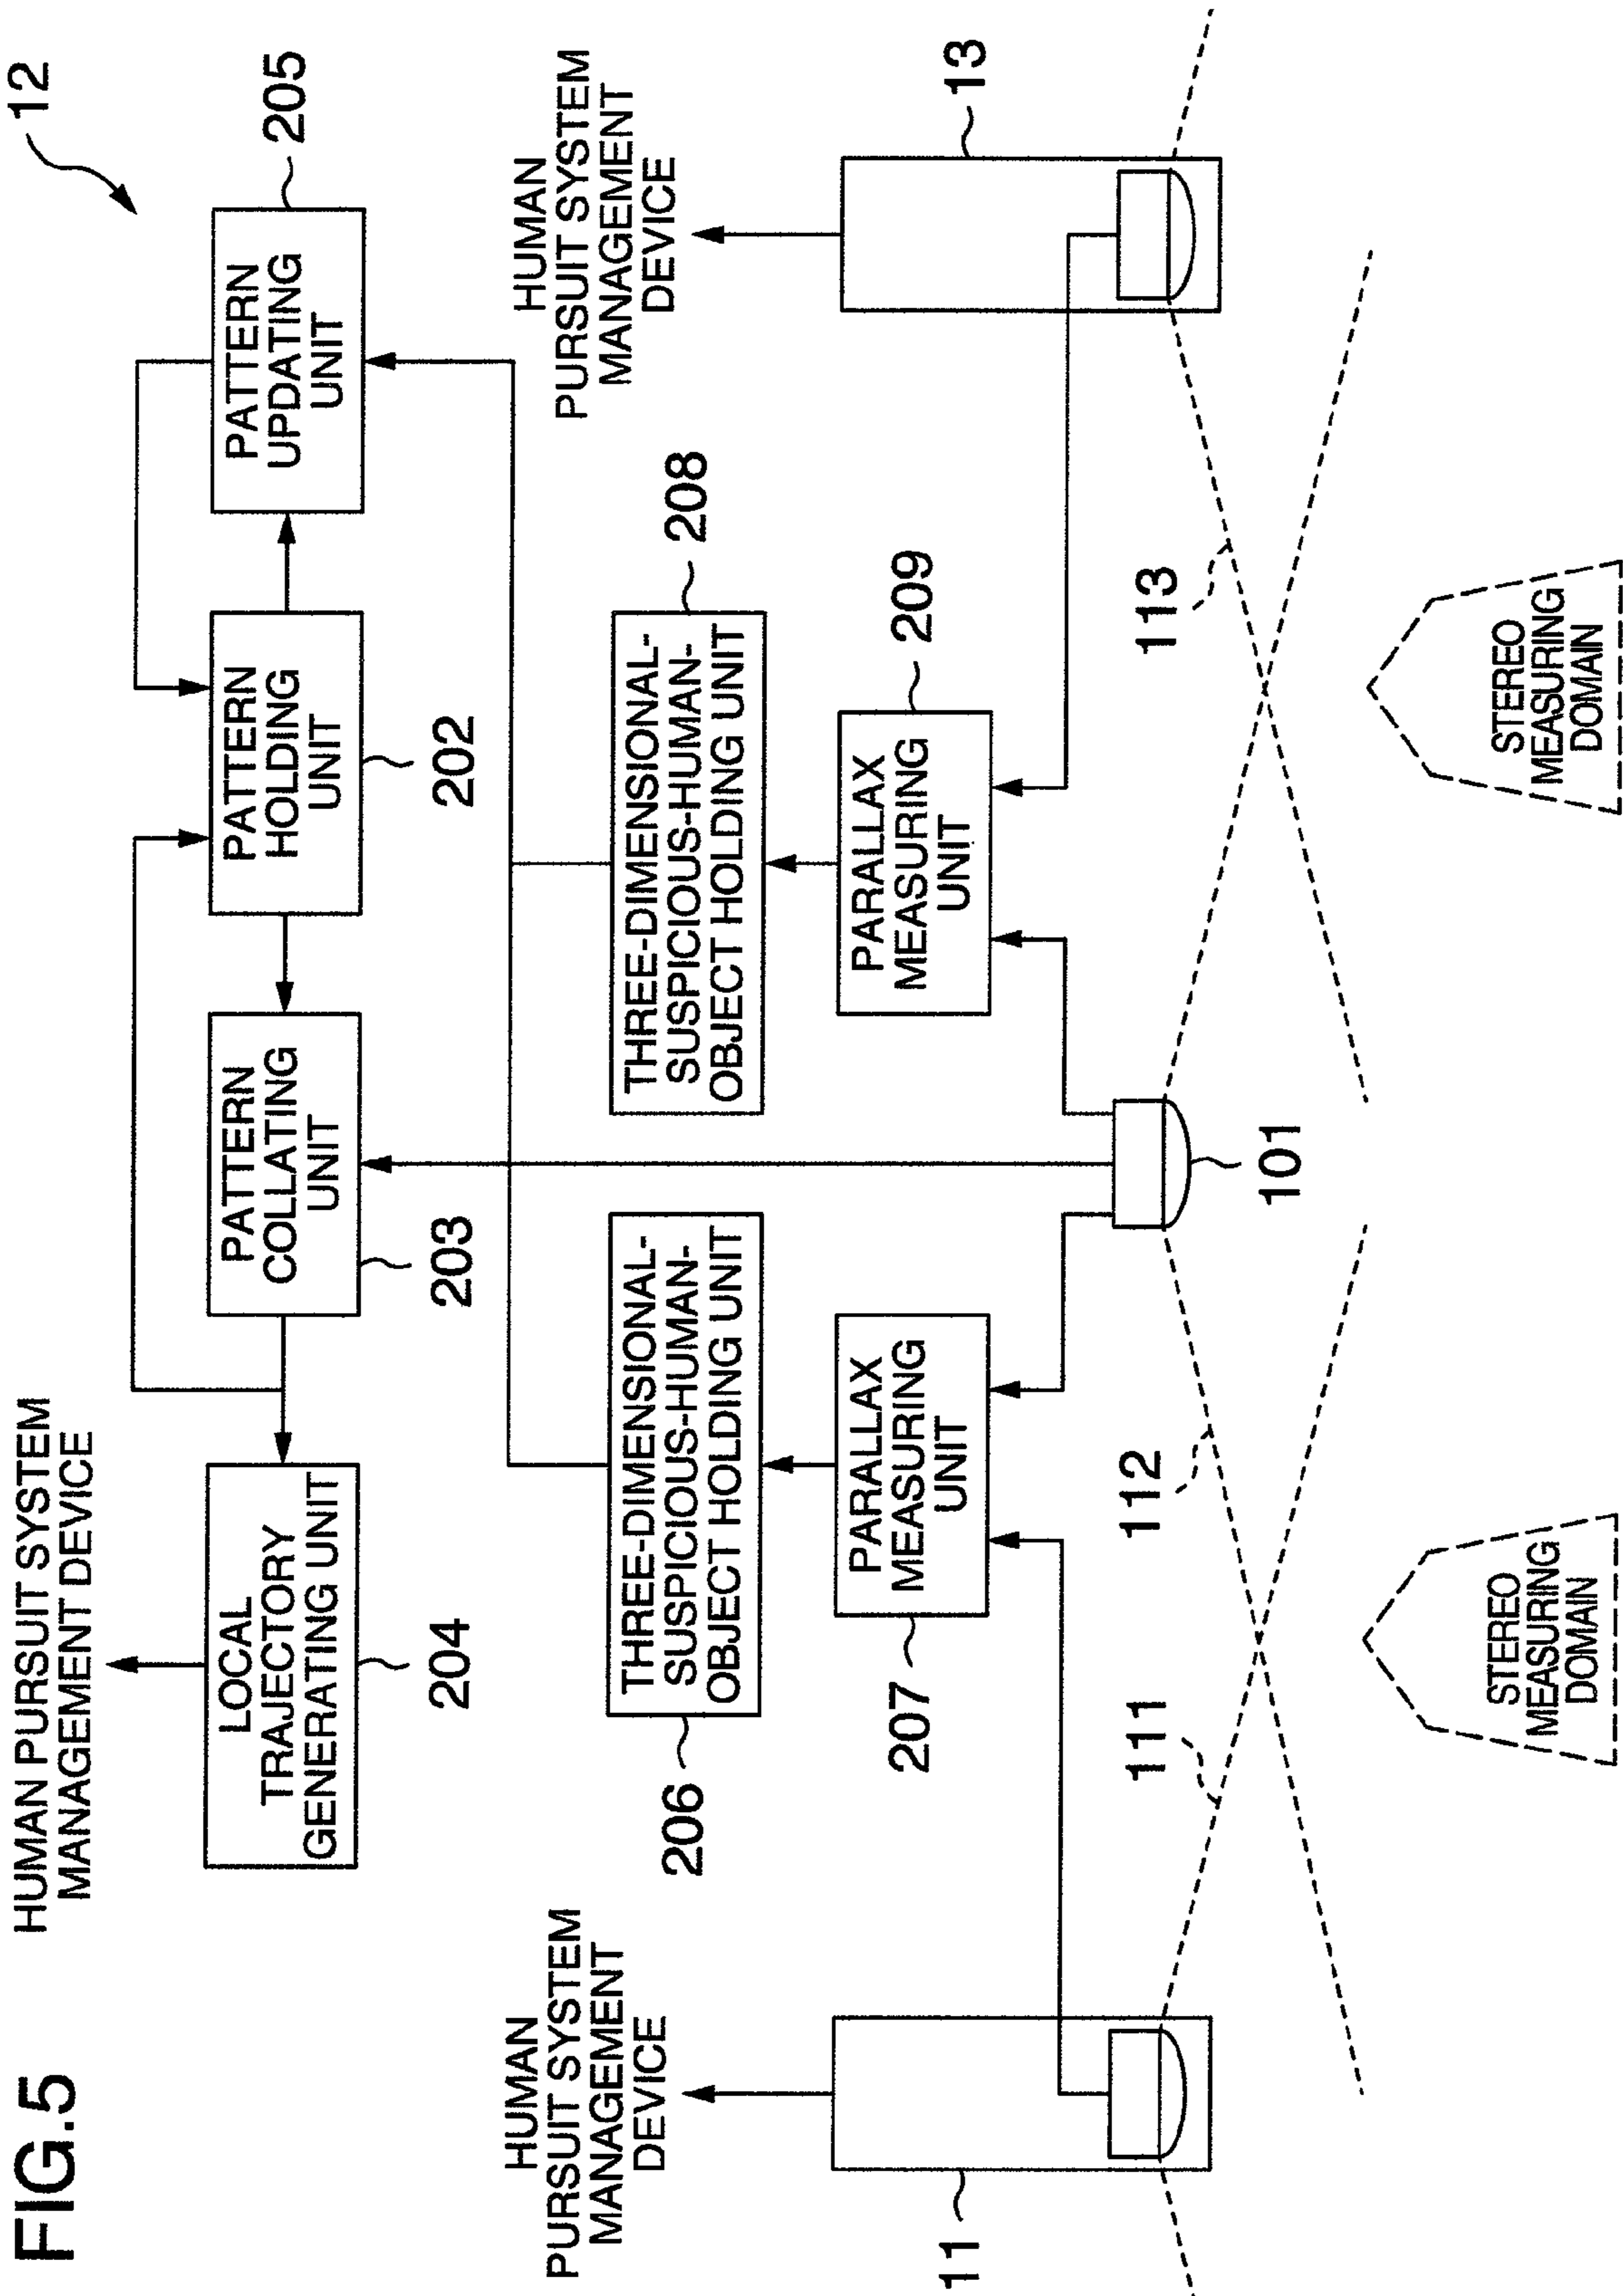 FIG.5
HUMAN PURSUIT SYSTEM
MANAGEMENT DEVICE
12
LOCAL
TRAJECTORY
GENERATING UNIT
204
PATTERN
COLLATING
UNIT
203
PATTERN
HOLDING
UNIT
202
PATTERN
UPDATING
UNIT
205
HUMAN
PURSUIT SYSTEM
MANAGEMENT
DEVICE
11
THREE-DIMENSIONAL-
SUSPICIOUS-HUMAN-
OBJECT HOLDING UNIT
206
THREE-DIMENSIONAL-
SUSPICIOUS-HUMAN-
OBJECT HOLDING UNIT
208
HUMAN
PURSUIT SYSTEM
MANAGEMENT
DEVICE
13
PARALLAX
MEASURING
UNIT
207
PARALLAX
MEASURING
UNIT
209
111
112
101
113
STEREO
MEASURING
DOMAIN
STEREO
MEASURING
DOMAIN